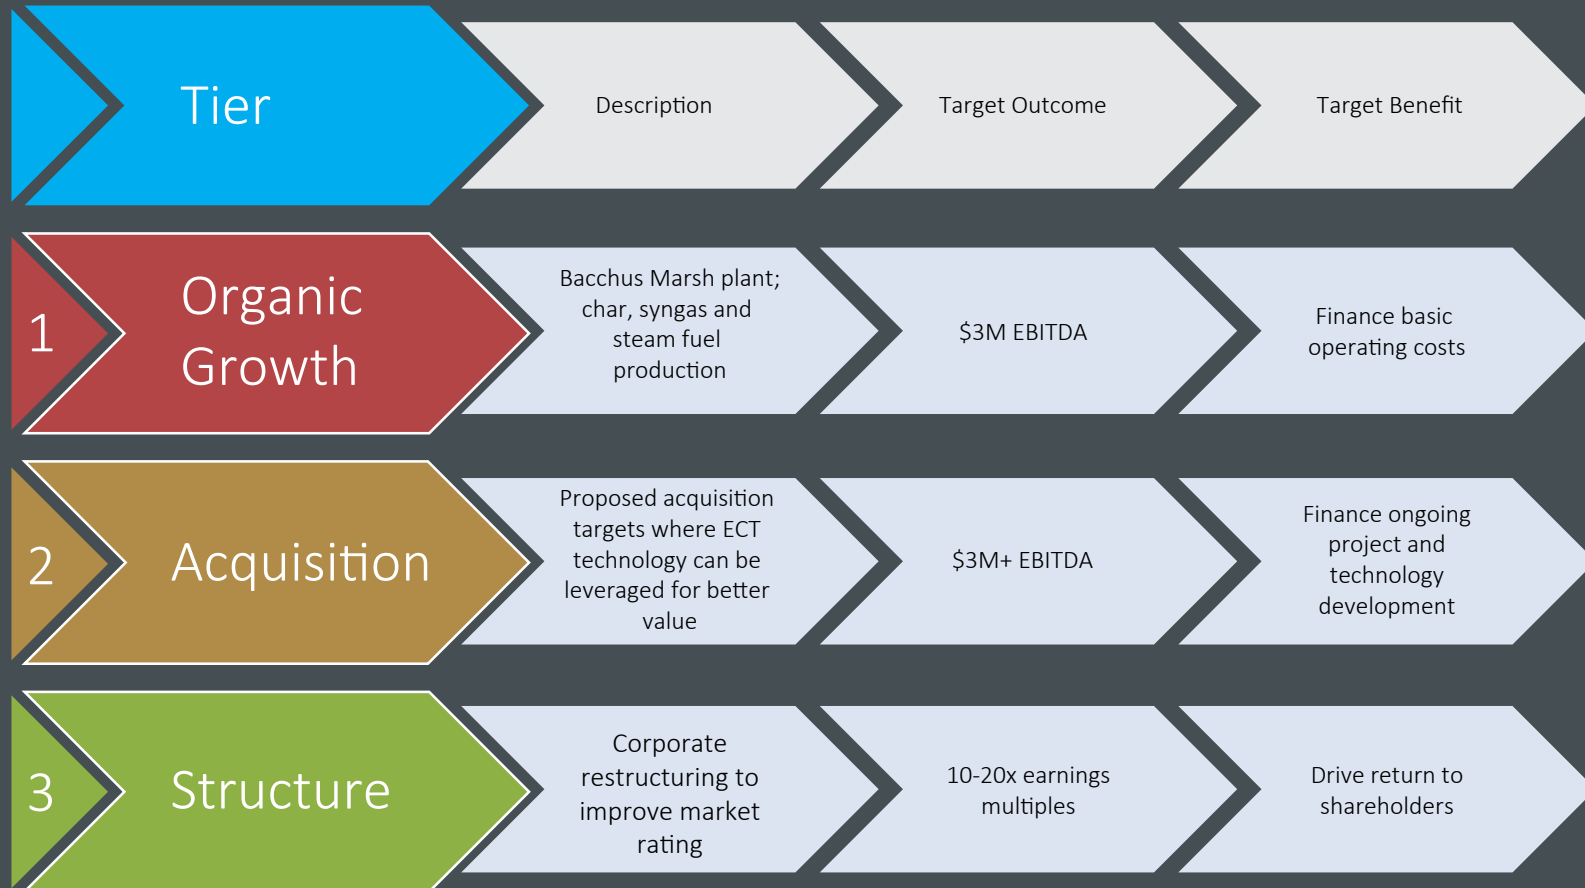 Tier
Description
Target Outcome
Target Benefit
1
Organic
Growth
Bacchus Marsh plant;
char, syngas and
steam fuel
production
$3M EBITDA
Finance basic
operating costs
2
Acquisition
Proposed acquisition
targets where ECT
technology can be
leveraged for better
value
$3M+ EBITDA
Finance ongoing
project and
technology
development
3
Structure
Corporate
restructuring to
improve market
rating
10-20x earnings
multiples
Drive return to
shareholders